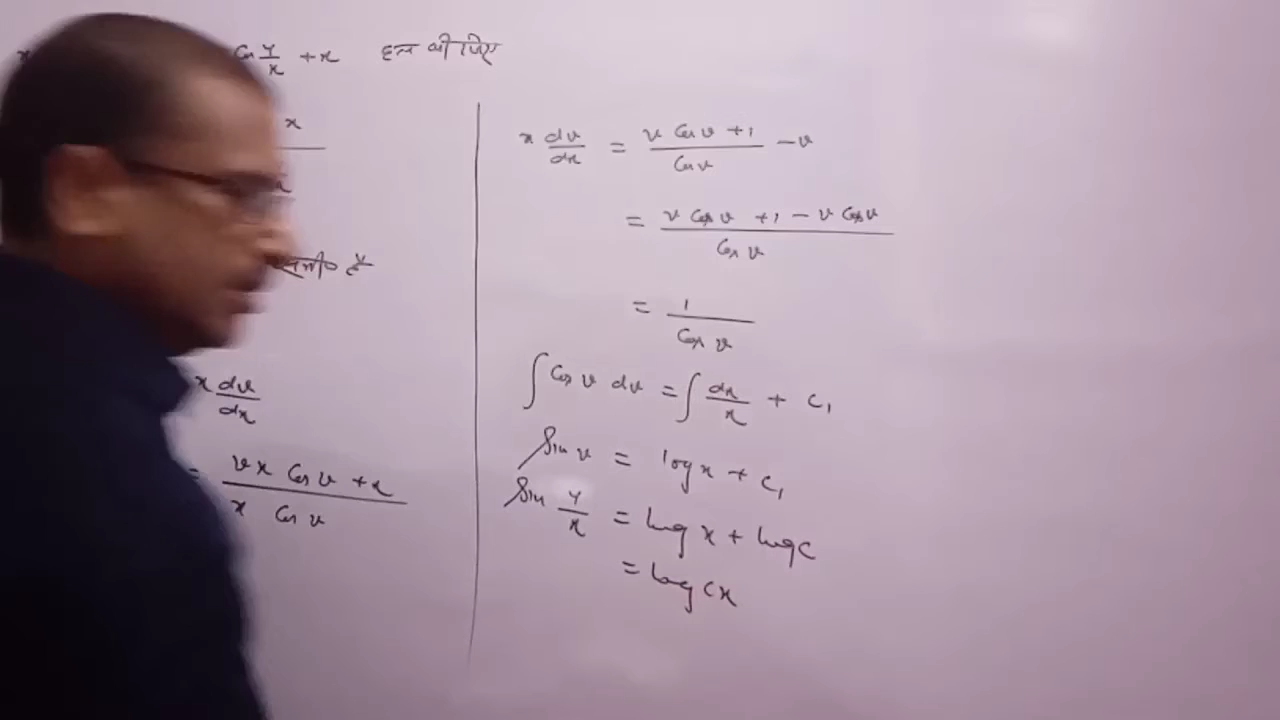 cos y/x + x हल कीजिए
x
x dv/dx
= vx cos v + x / x cos v
x dv/dx = v cos v + 1 / cos v - v
= v cos v + 1 - v cos v / cos v
= 1 / cos v
∫ cos v dv = ∫ dx/x + c₁
sin v = log x + c₁
sin y/x = log x + log c
= log cx